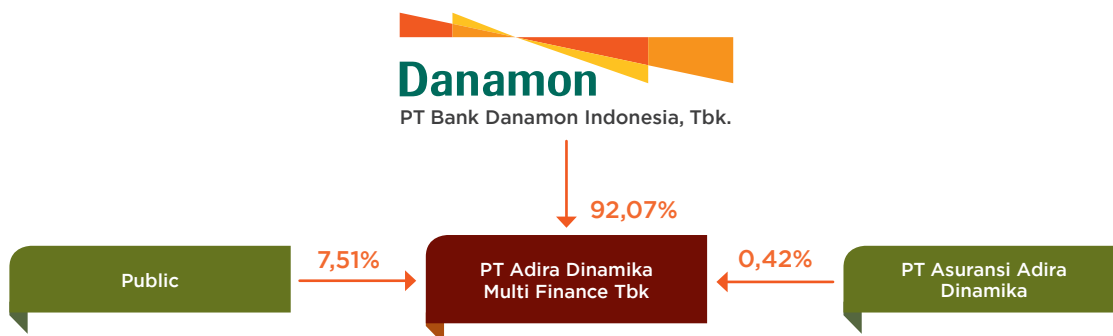 Danamon
PT Bank Danamon Indonesia, Tbk.
92,07%
7,51%
0,42%
Public
PT Adira Dinamika
Multi Finance Tbk
PT Asuransi Adira
Dinamika